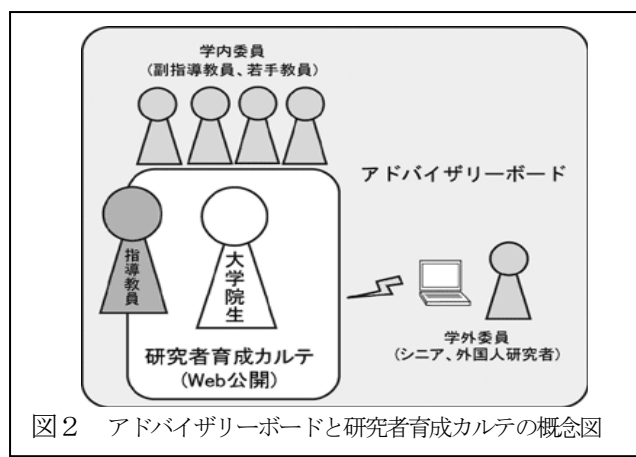 学内委員
(副指導教員、若手教員)
アドバイザリーボード
指導教員
大学院生
学外委員
(シニア、外国人研究者)
研究者育成カルテ
(Web公開)
図2 アドバイザリーボードと研究者育成カルテの概念図